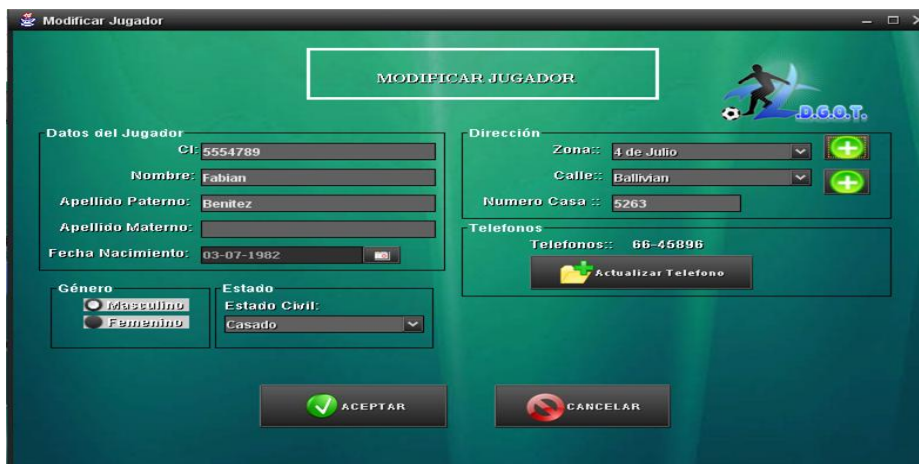 Modificar Jugador
MODIFICAR JUGADOR
D.G.O.T.
Datos del Jugador
CI: 5554789
Nombre: Fabian
Apellido Paterno: Benitez
Apellido Materno:
Fecha Nacimiento: 03-07-1982
Género
Masculino
Femenino
Estado
Estado Civil:
Casado
Dirección
Zona:: 4 de Julio
Calle:: Ballivian
Numero Casa :: 5263
Telefonos
Telefonos:: 66-45896
Actualizar Telefono
ACEPTAR
CANCELAR